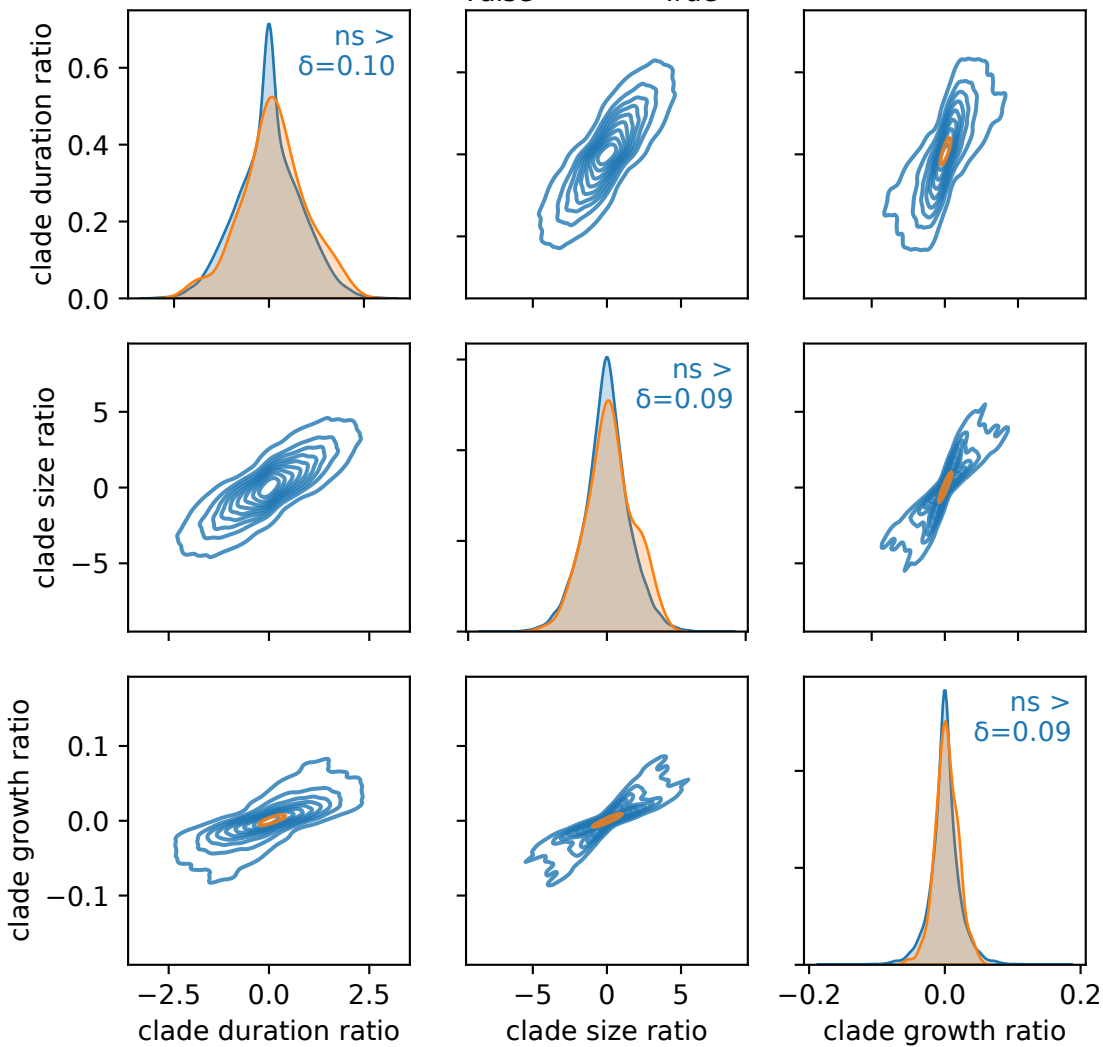 clade duration ratio
0.6
0.4
0.2
0.0
ns >
δ=0.10
clade size ratio
5
0
−5
ns >
δ=0.09
clade growth ratio
0.1
0.0
−0.1
ns >
δ=0.09
−2.5 0.0 2.5
−5 0 5
−0.2 0.0 0.2
clade duration ratio
clade size ratio
clade growth ratio